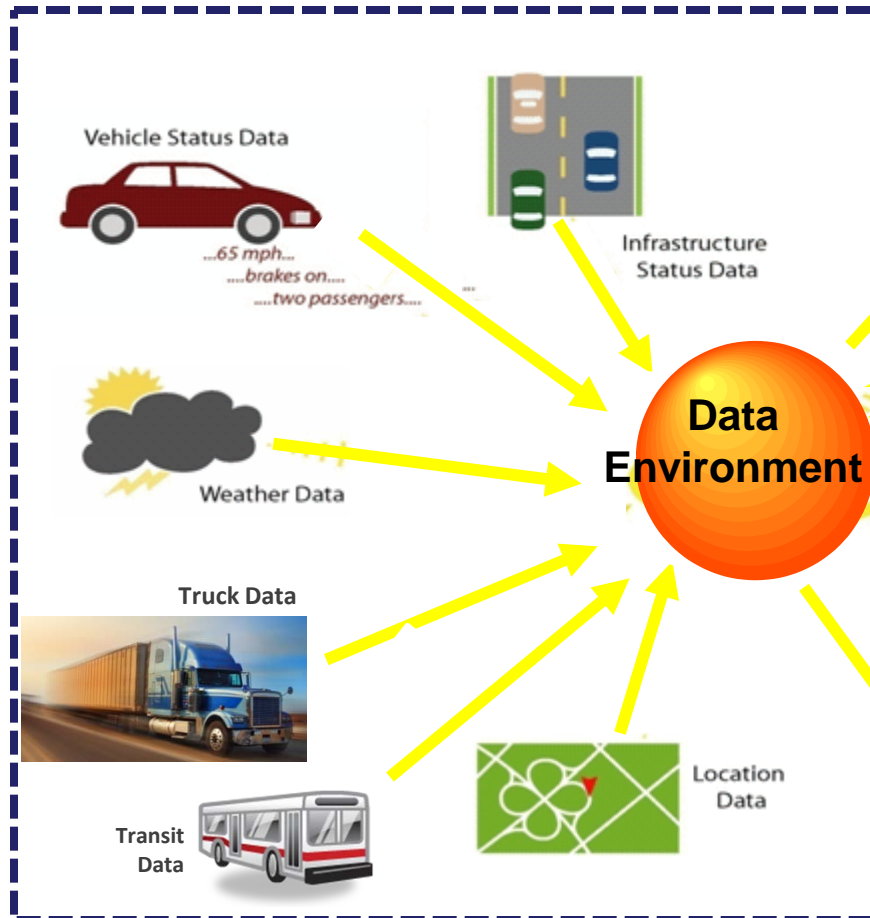 Vehicle Status Data
...65 mph...
....brakes on....
....two passengers....
...
Infrastructure
Status Data
Data
Environment
Weather Data
Truck Data
Transit
Data
Location
Data